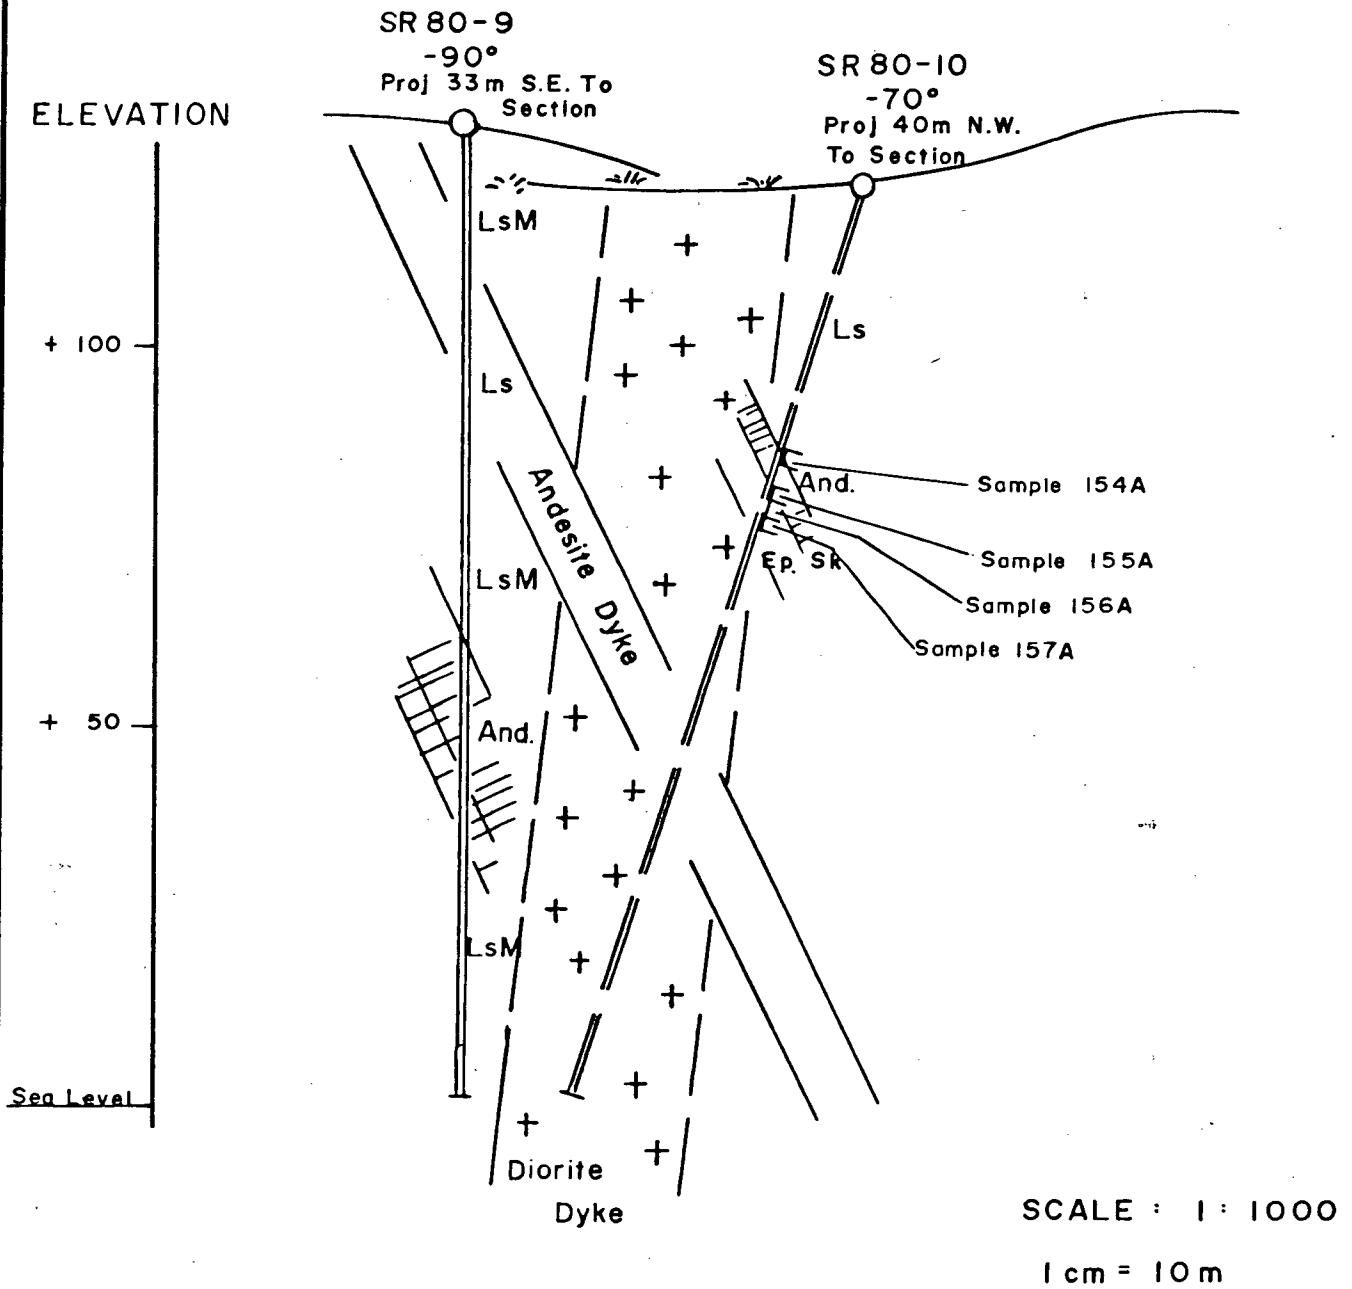 SR 80-9
-90°
Proj 33m S.E. To
Section
SR 80-10
-70°
Proj 40m N.W.
To Section
ELEVATION
LsM
+ 100
Ls
Ls
Andesite Dyke
And.
Sample 154A
Sample 155A
Ep. Sk
LsM
Sample 156A
Sample 157A
+ 50
And.
LsM
Sea Level
Diorite
Dyke
SCALE : 1 : 1000
1 cm = 10 m